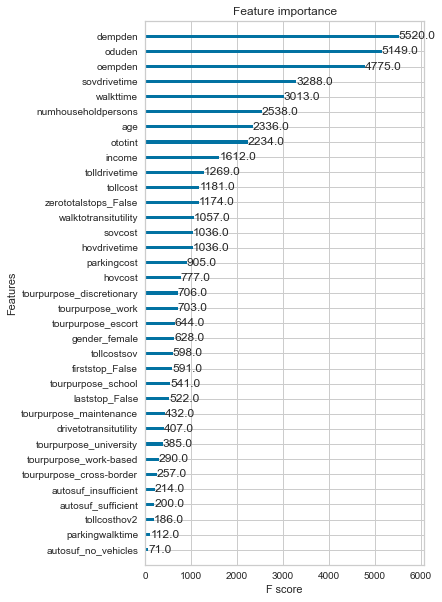 Feature importance
dempden 5520.0
oduden 5149.0
oempden 4775.0
sovdrivetime 3288.0
walkttime 3013.0
numhouseholdpersons 2538.0
age 2336.0
ototint 2234.0
income 1612.0
tolldrivetime 1269.0
tollcost 1181.0
zerototalstops_False 1174.0
walktotransitutility 1057.0
sovcost 1036.0
hovdrivetime 1036.0
parkingcost 905.0
hovcost 777.0
tourpurpose_discretionary 706.0
tourpurpose_work 703.0
tourpurpose_escort 644.0
gender_female 628.0
tollcostsov 598.0
firststop_False 591.0
tourpurpose_school 541.0
laststop_False 522.0
tourpurpose_maintenance 432.0
drivetotransitutility 407.0
tourpurpose_university 385.0
tourpurpose_work-based 290.0
tourpurpose_cross-border 257.0
autosuf_insufficient 214.0
autosuf_sufficient 200.0
tollcosthov2 186.0
parkingwalktime 112.0
autosuf_no_vehicles 71.0
Features
0 1000 2000 3000 4000 5000 6000
F score